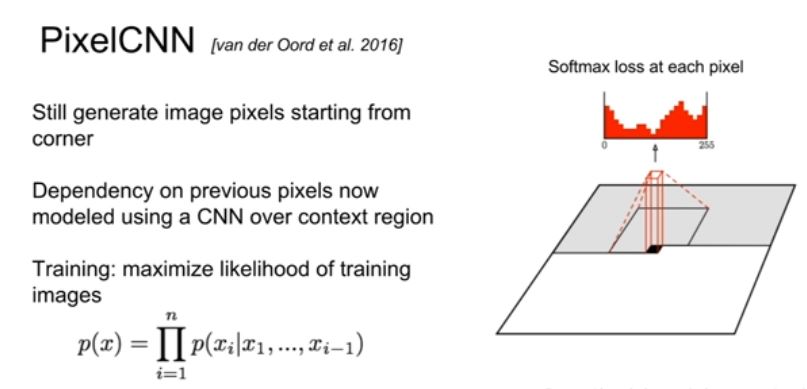 PixelCNN [van der Oord et al. 2016]
Softmax loss at each pixel
Still generate image pixels starting from
corner
0 255
Dependency on previous pixels now
modeled using a CNN over context region
Training: maximize likelihood of training
images
p(x) = ∏_{i=1}^{n} p(x_i|x_1, ..., x_{i-1})